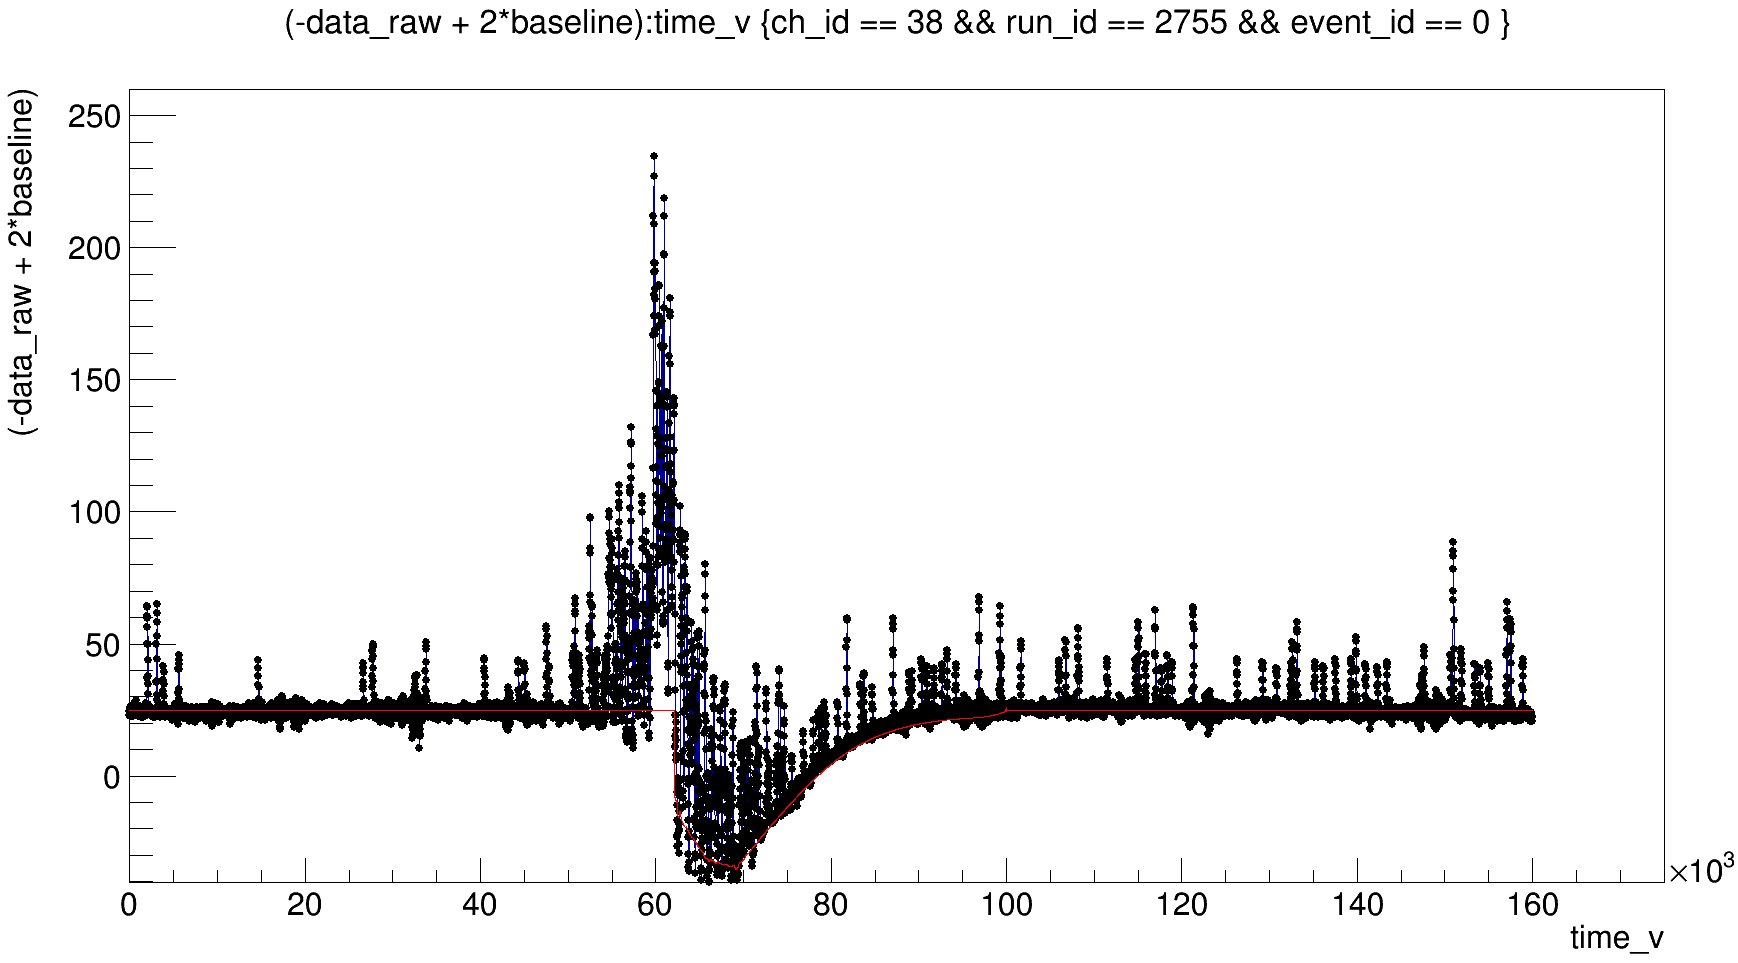 (-data_raw + 2*baseline):time_v {ch_id == 38 && run_id == 2755 && event_id == 0 }
(-data_raw + 2*baseline)
250
200
150
100
50
0
0 20 40 60 80 100 120 140 160
×10³
time_v